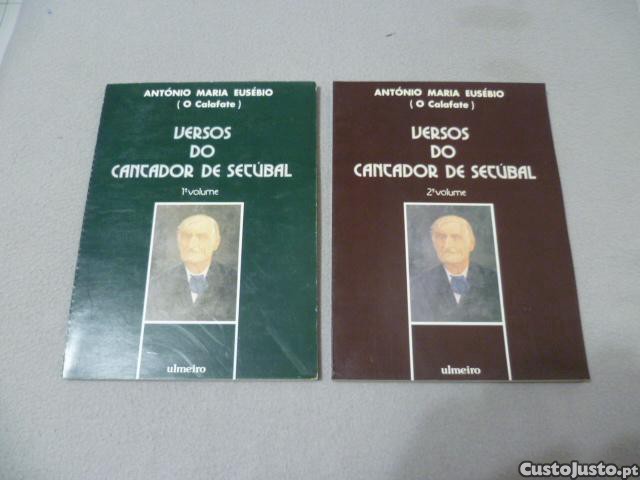 ANTÓNIO MARIA EUSÉBIO
( O Calafate )
VERSOS
DO
CANTADOR DE SETÚBAL
1º volume
ulmeiro
ANTÓNIO MARIA EUSÉBIO
( O Calafate )
VERSOS
DO
CANTADOR DE SETÚBAL
2º volume
ulmeiro
CustoJusto.pt